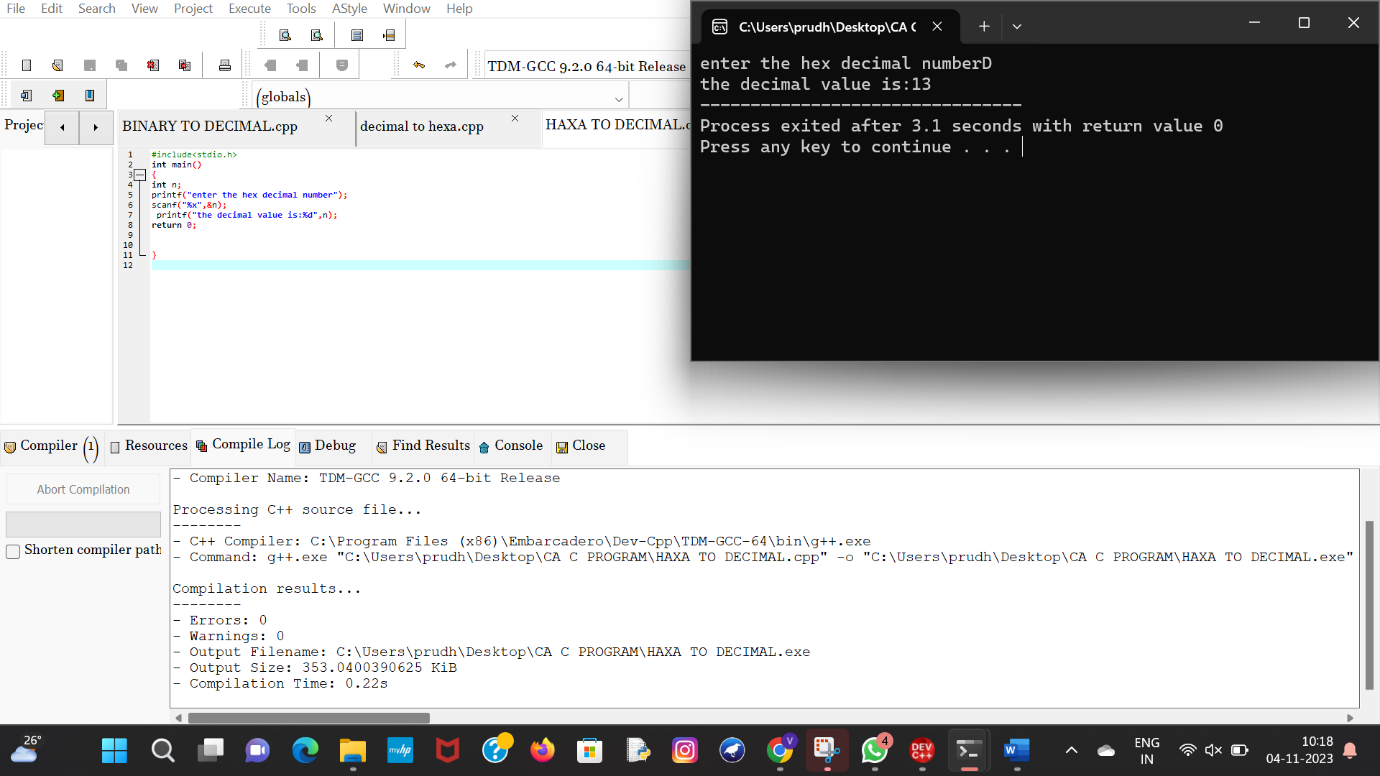 File Edit Search View Project Execute Tools AStyle Window Help
TDM-GCC 9.2.0 64-bit Release
(globals)
Projec
BINARY TO DECIMAL.cpp
decimal to hexa.cpp
HAXA TO DECIMAL.c
1 #include<stdio.h>
2 int main()
3 {
4 int n;
5 printf("enter the hex decimal number");
6 scanf("%x",&n);
7 printf("the decimal value is:%d",n);
8 return 0;
9
10
11 }
12
C:\Users\prudh\Desktop\CA C
enter the hex decimal numberD
the decimal value is:13
--------------------------------
Process exited after 3.1 seconds with return value 0
Press any key to continue . . .
Compiler (1) Resources Compile Log Debug Find Results Console Close
Abort Compilation
Shorten compiler path
- Compiler Name: TDM-GCC 9.2.0 64-bit Release
Processing C++ source file...
--------
- C++ Compiler: C:\Program Files (x86)\Embarcadero\Dev-Cpp\TDM-GCC-64\bin\g++.exe
- Command: g++.exe "C:\Users\prudh\Desktop\CA C PROGRAM\HAXA TO DECIMAL.cpp" -o "C:\Users\prudh\Desktop\CA C PROGRAM\HAXA TO DECIMAL.exe"
Compilation results...
--------
- Errors: 0
- Warnings: 0
- Output Filename: C:\Users\prudh\Desktop\CA C PROGRAM\HAXA TO DECIMAL.exe
- Output Size: 353.0400390625 KiB
- Compilation Time: 0.22s
26°
myhp
V
4
DEV C++
W
ENG
IN
10:18
04-11-2023